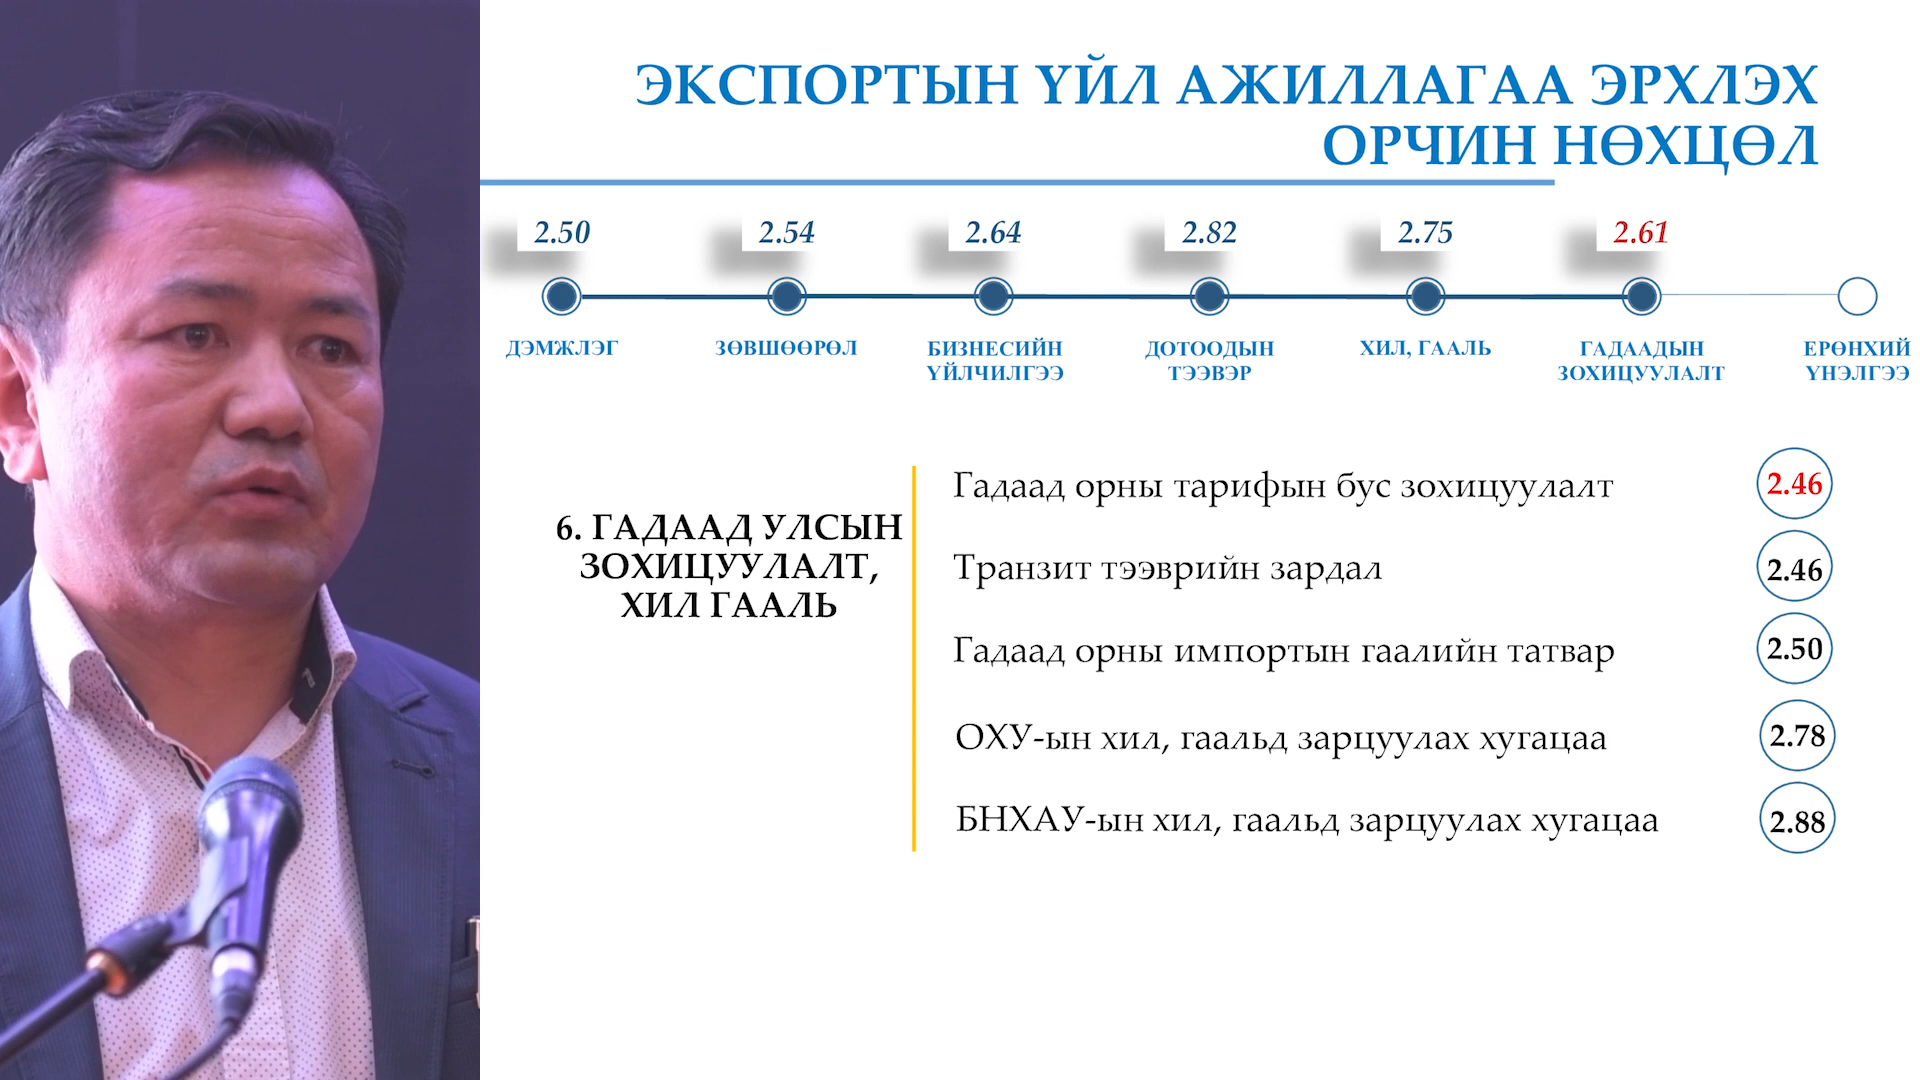 ЭКСПОРТЫН ҮЙЛ АЖИЛЛАГАА ЭРХЛЭХ
ОРЧИН НӨХЦӨЛ
2.50
2.54
2.64
2.82
2.75
2.61
ДЭМЖЛЭГ
ЗӨВШӨӨРӨЛ
БИЗНЕСИЙН
ҮЙЛЧИЛГЭЭ
ДОТООДЫН
ТЭЭВЭР
ХИЛ, ГААЛЬ
ГАДААДЫН
ЗОХИЦУУЛАЛТ
ЕРӨНХИЙ
ҮНЭЛГЭЭ
6. ГАДААД УЛСЫН
ЗОХИЦУУЛАЛТ,
ХИЛ ГААЛЬ
Гадаад орны тарифын бус зохицуулалт 2.46
Транзит тээврийн зардал 2.46
Гадаад орны импортын гаалийн татвар 2.50
ОХУ-ын хил, гаальд зарцуулах хугацаа 2.78
БНХАУ-ын хил, гаальд зарцуулах хугацаа 2.88